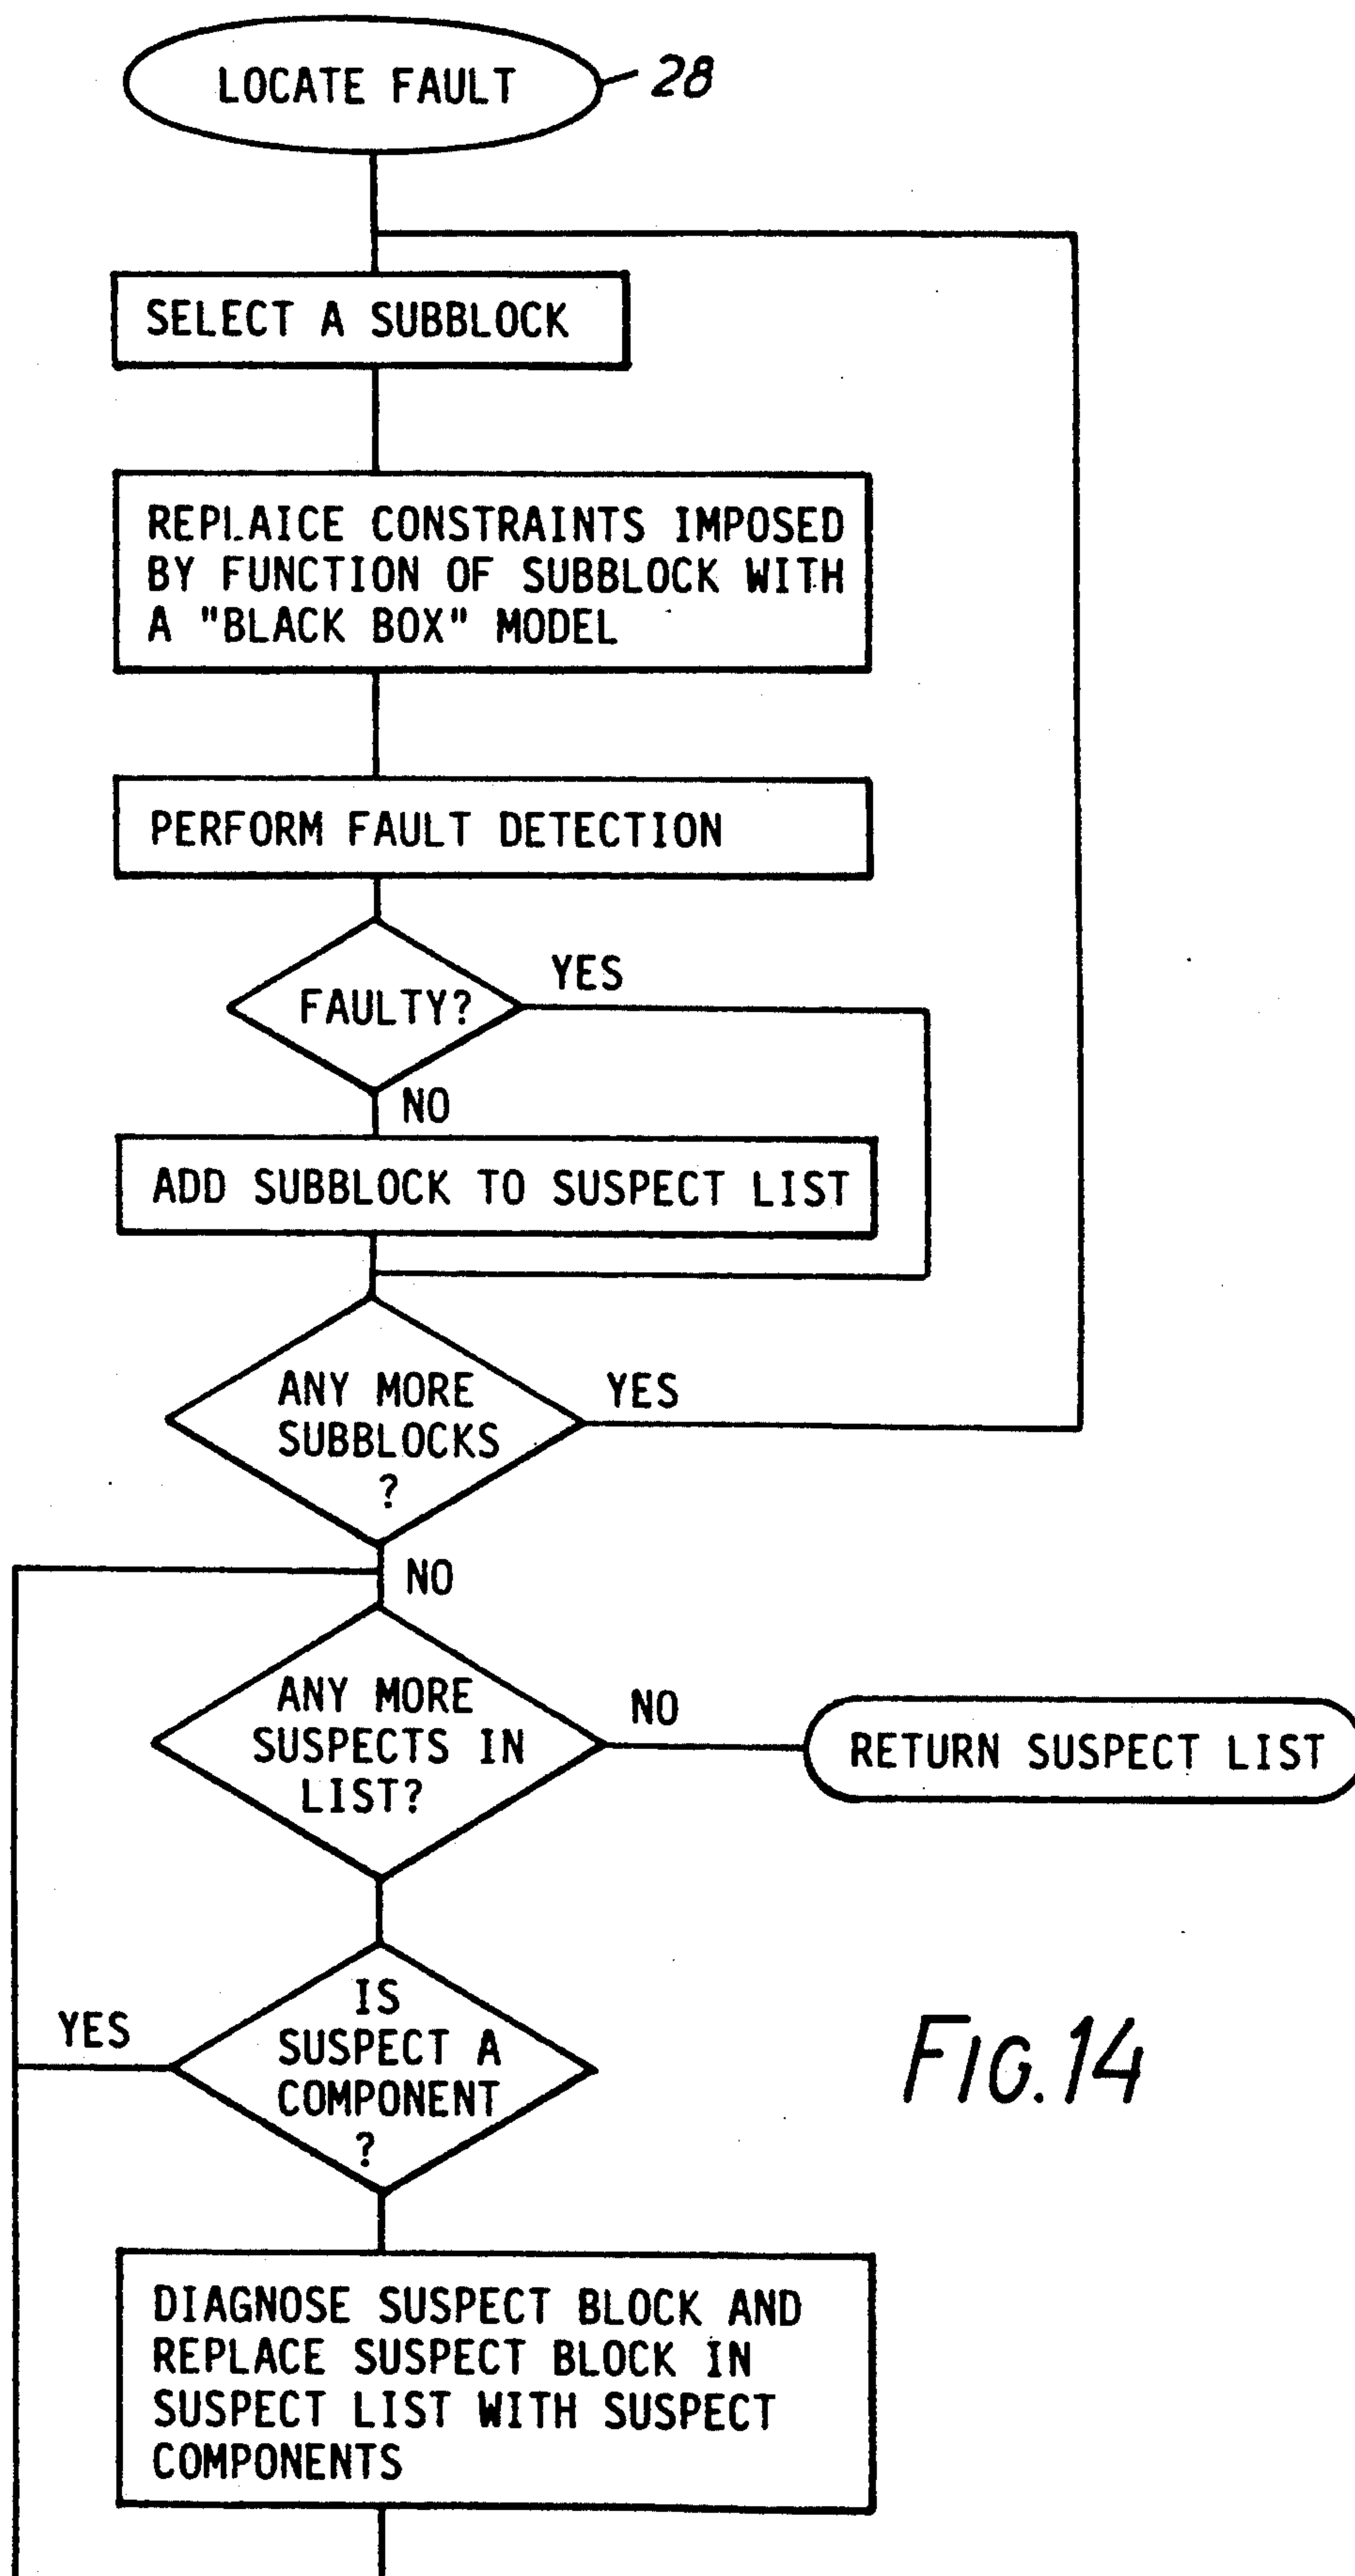 LOCATE FAULT
28
SELECT A SUBBLOCK
REPLAICE CONSTRAINTS IMPOSED
BY FUNCTION OF SUBBLOCK WITH
A "BLACK BOX" MODEL
PERFORM FAULT DETECTION
FAULTY?
YES
NO
ADD SUBBLOCK TO SUSPECT LIST
ANY MORE
SUBBLOCKS
?
YES
NO
ANY MORE
SUSPECTS IN
LIST?
NO
RETURN SUSPECT LIST
IS
SUSPECT A
COMPONENT
?
YES
FIG.14
DIAGNOSE SUSPECT BLOCK AND
REPLACE SUSPECT BLOCK IN
SUSPECT LIST WITH SUSPECT
COMPONENTS